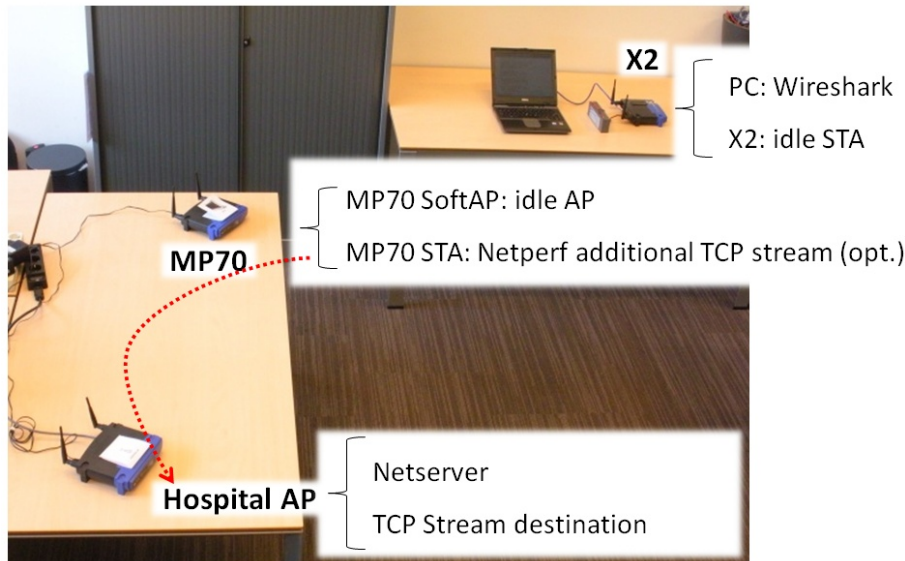 X2
PC: Wireshark
X2: idle STA
MP70 SoftAP: idle AP
MP70 STA: Netperf additional TCP stream (opt.)
MP70
Netserver
Hospital AP
TCP Stream destination